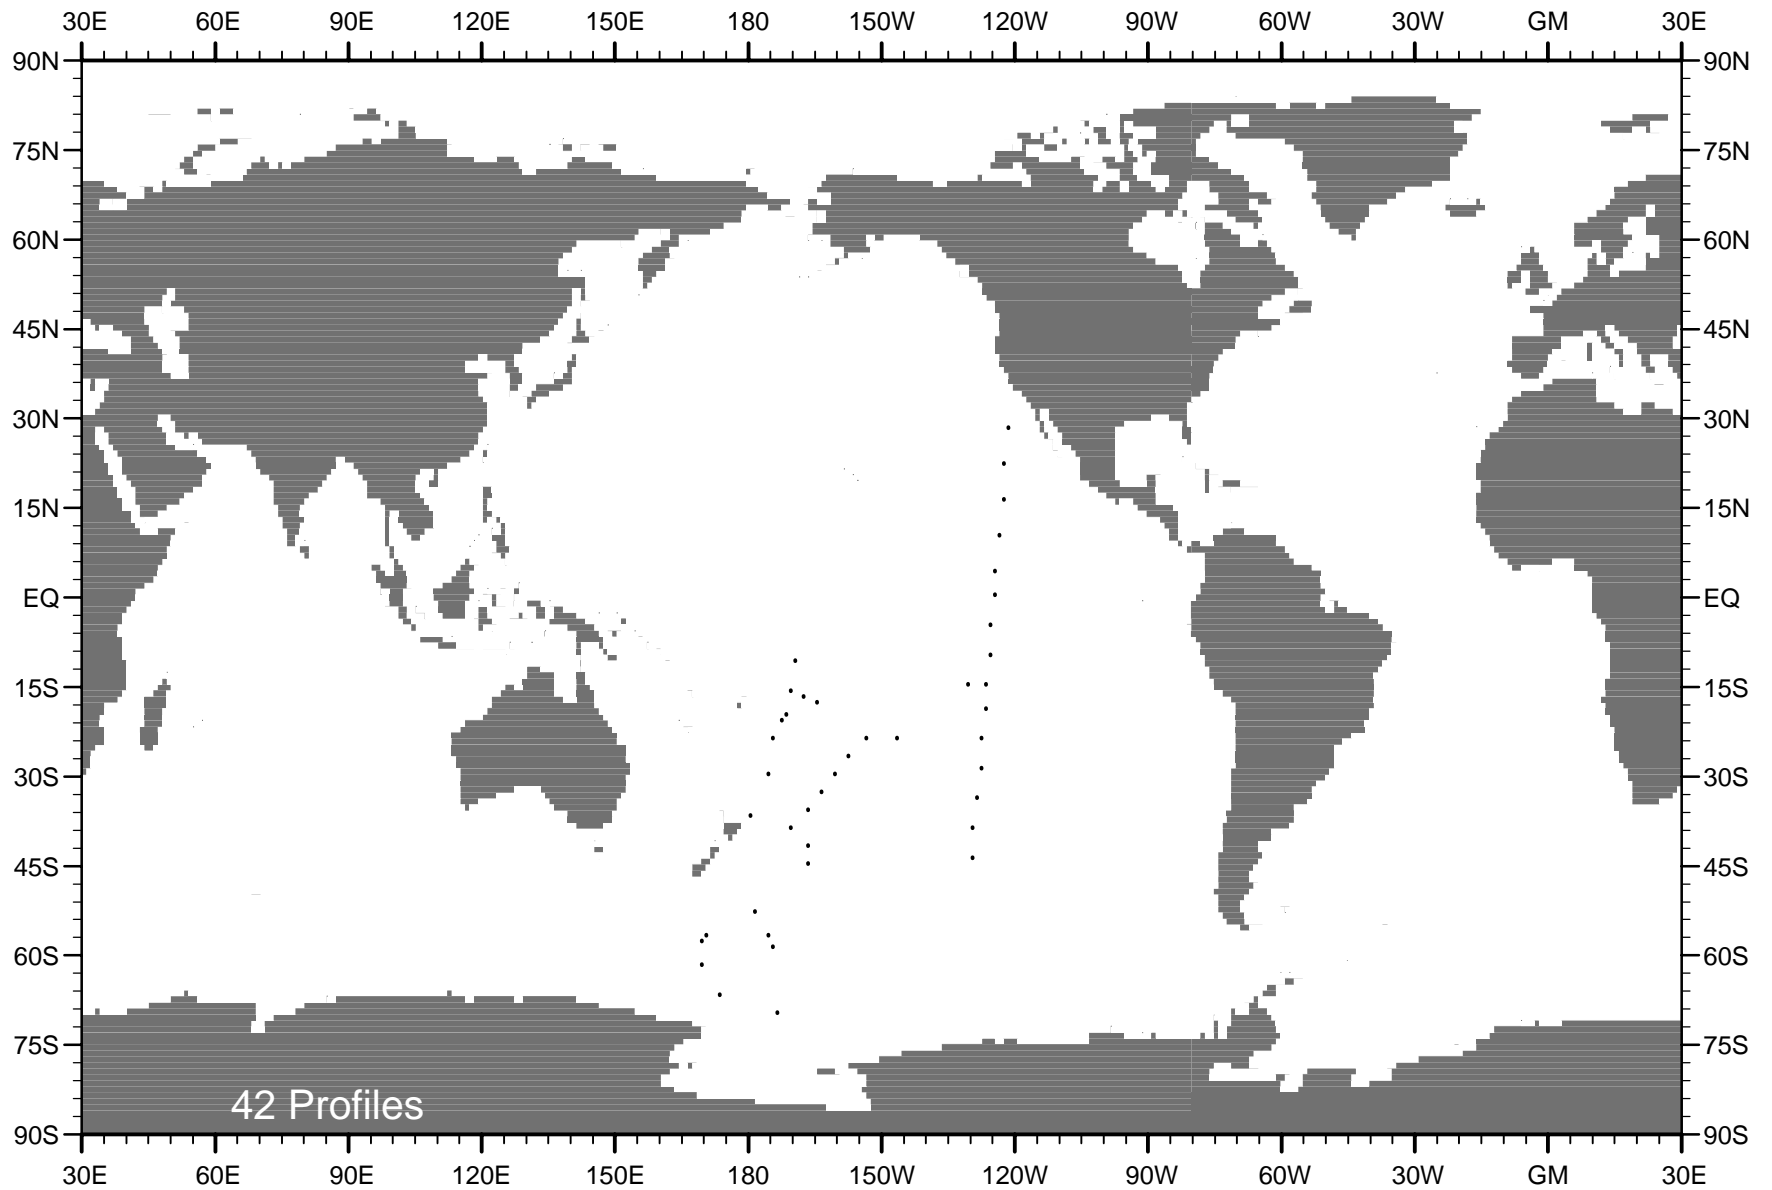 30E 60E 90E 120E 150E 180 150W 120W 90W 60W 30W GM 30E
90N 90N
75N 75N
60N 60N
45N 45N
30N 30N
15N 15N
EQ EQ
15S 15S
30S 30S
45S 45S
60S 60S
75S 75S
42 Profiles
90S 90S
30E 60E 90E 120E 150E 180 150W 120W 90W 60W 30W GM 30E